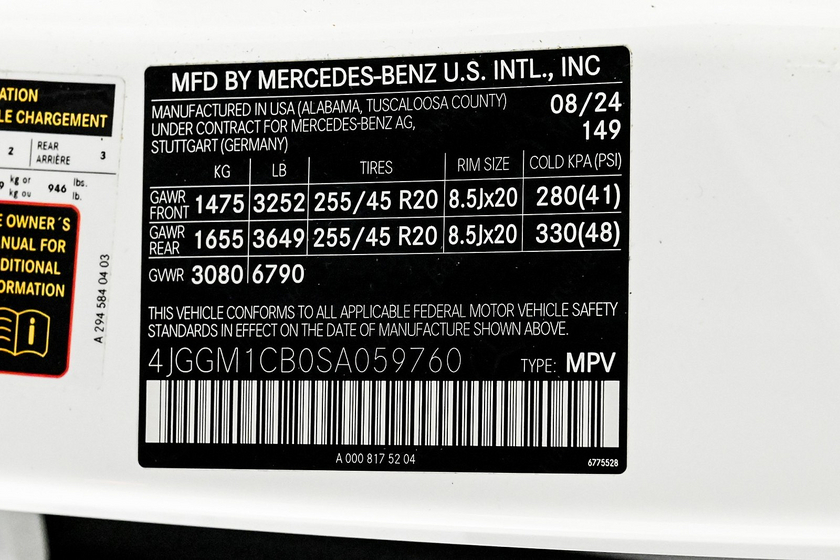 ATION
LE CHARGEMENT
2 REAR ARRIÈRE 3
kg or kg ou 946 lbs. lb.
E OWNER´S
NUAL FOR
DITIONAL
ORMATION
A 294 584 04 03
MFD BY MERCEDES-BENZ U.S. INTL., INC
MANUFACTURED IN USA (ALABAMA, TUSCALOOSA COUNTY) 08/24
UNDER CONTRACT FOR MERCEDES-BENZ AG, 149
STUTTGART (GERMANY)
KG LB TIRES RIM SIZE COLD KPA (PSI)
GAWR FRONT 1475 3252 255/45 R20 8.5Jx20 280(41)
GAWR REAR 1655 3649 255/45 R20 8.5Jx20 330(48)
GVWR 3080 6790
THIS VEHICLE CONFORMS TO ALL APPLICABLE FEDERAL MOTOR VEHICLE SAFETY
STANDARDS IN EFFECT ON THE DATE OF MANUFACTURE SHOWN ABOVE.
4JGGM1CB0SA059760 TYPE: MPV
A 000 817 52 04 6775528